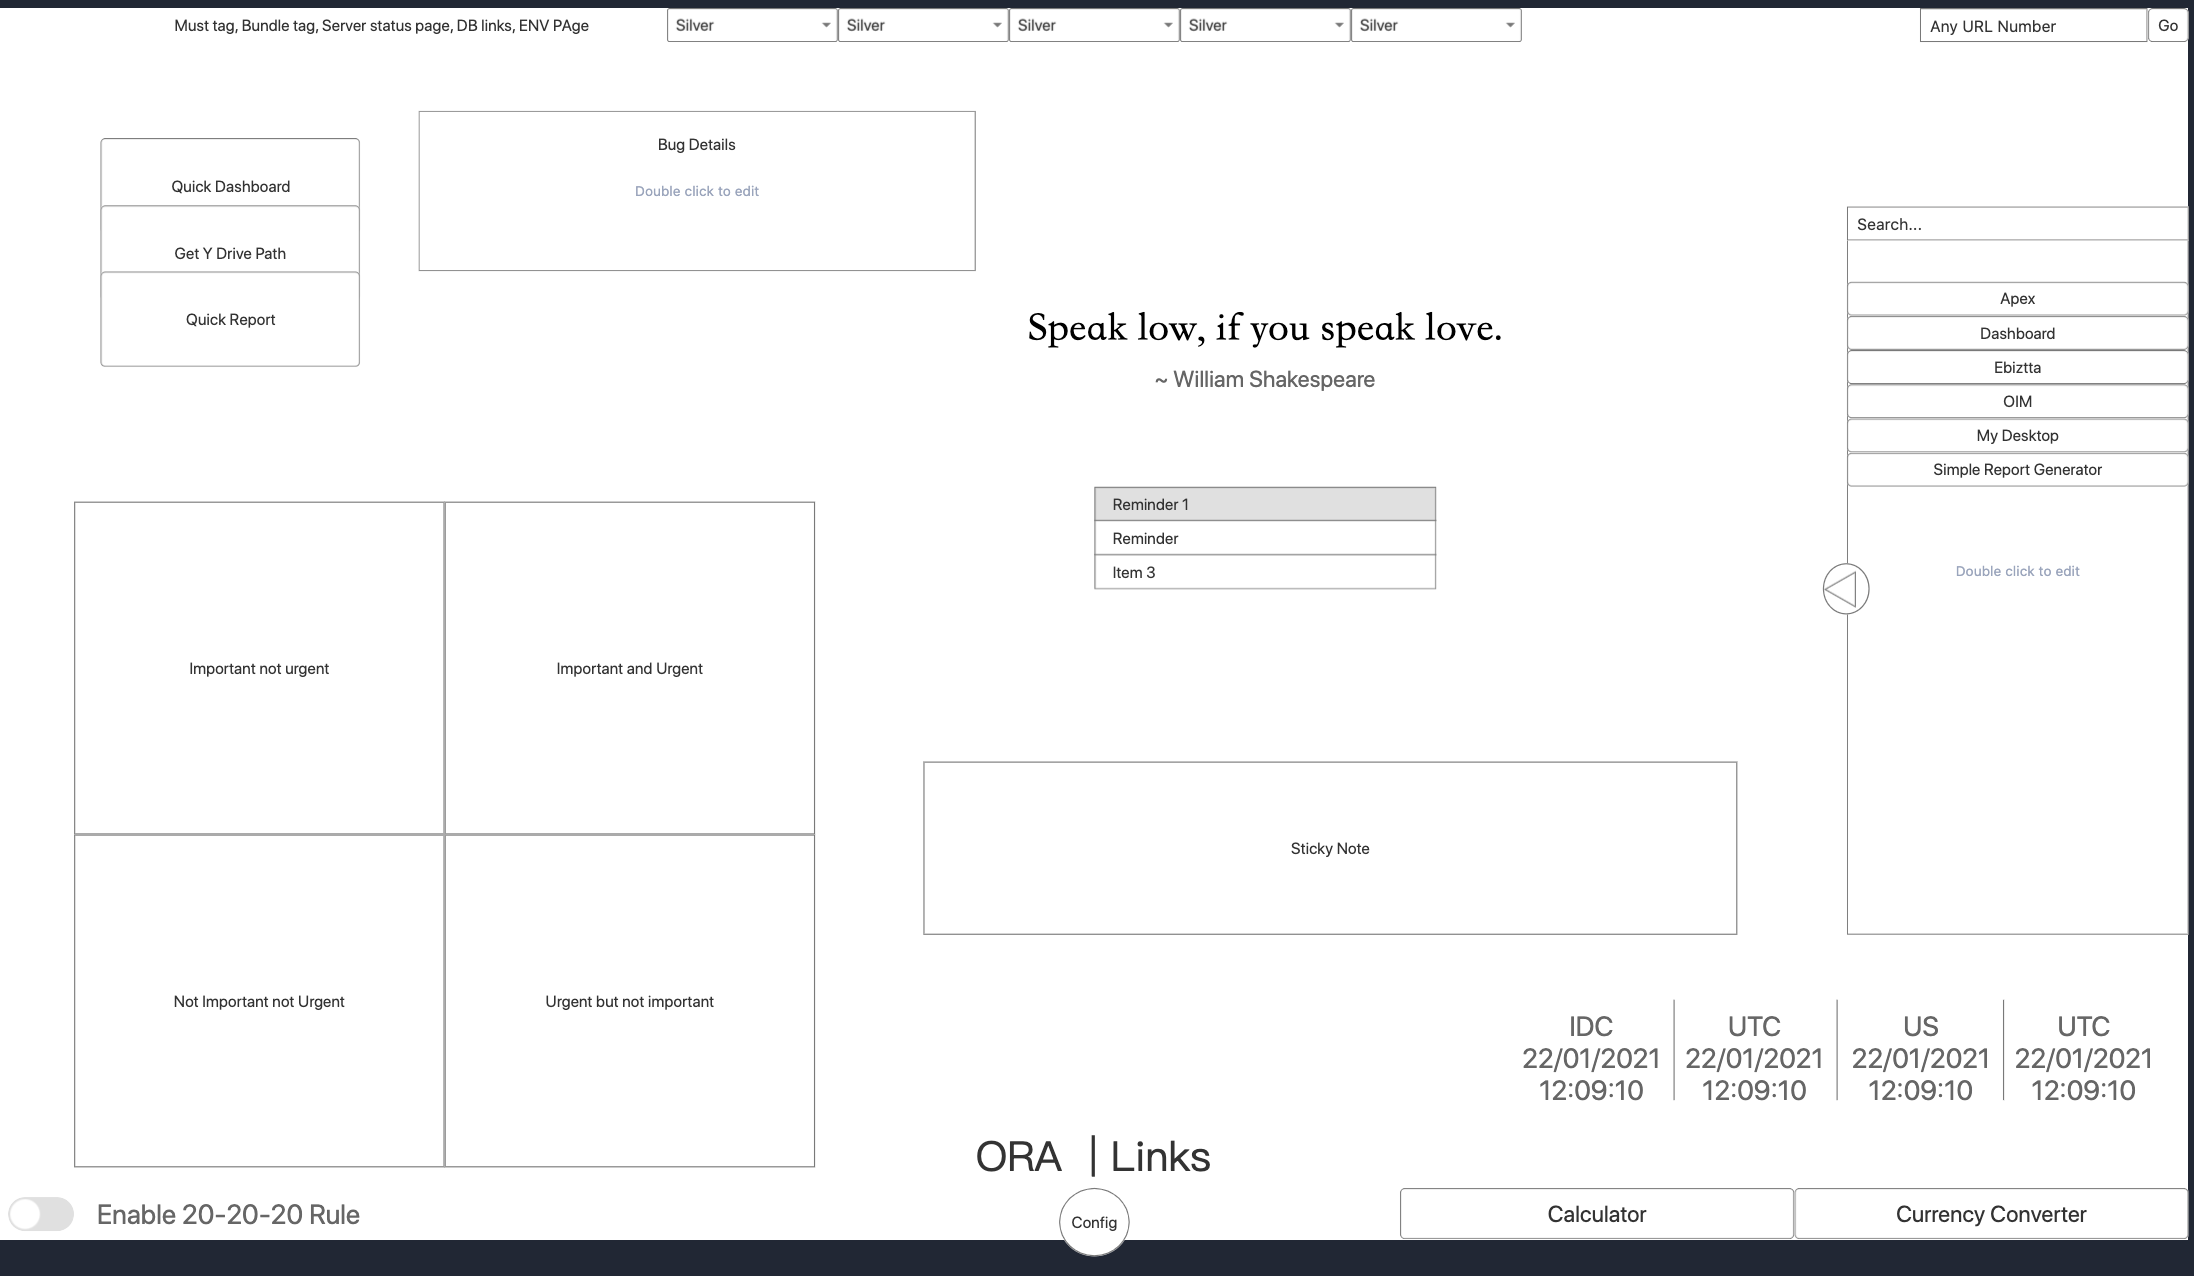 Must tag, Bundle tag, Server status page, DB links, ENV PAge
Silver
Silver
Silver
Silver
Silver
Any URL Number
Go
Quick Dashboard
Get Y Drive Path
Quick Report
Bug Details
Double click to edit
Speak low, if you speak love.
~ William Shakespeare
Search...
Apex
Dashboard
Ebiztta
OIM
My Desktop
Simple Report Generator
Double click to edit
Reminder 1
Reminder
Item 3
Important not urgent
Important and Urgent
Not Important not Urgent
Urgent but not important
Sticky Note
IDC
22/01/2021
12:09:10
UTC
22/01/2021
12:09:10
US
22/01/2021
12:09:10
UTC
22/01/2021
12:09:10
ORA | Links
Enable 20-20-20 Rule
Config
Calculator
Currency Converter